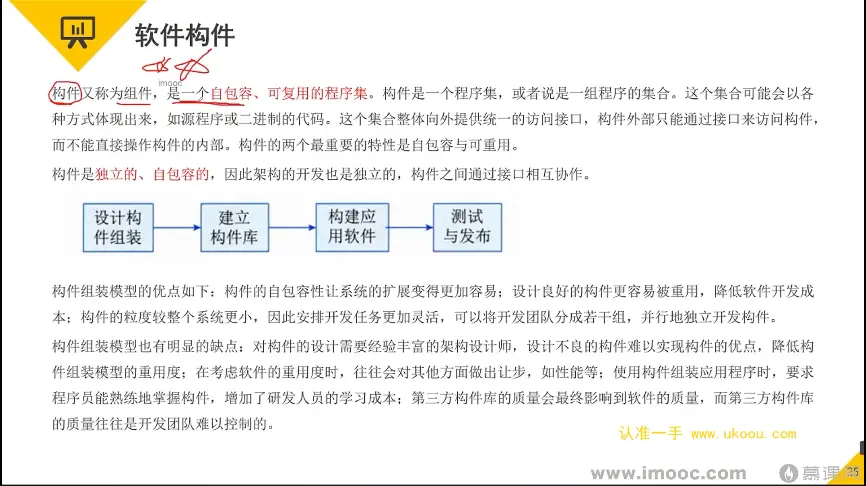 软件构件
imooc
构件又称为组件，是一个自包容、可复用的程序集。构件是一个程序集，或者说是一组程序的集合。这个集合可能会以各
种方式体现出来，如源程序或二进制的代码。这个集合整体向外提供统一的访问接口，构件外部只能通过接口来访问构件，
而不能直接操作构件的内部。构件的两个最重要的特性是自包容与可重用。
构件是独立的、自包容的，因此架构的开发也是独立的，构件之间通过接口相互协作。
设计构
件组装
建立
构件库
构建应
用软件
测试
与发布
构件组装模型的优点如下：构件的自包容性让系统的扩展变得更加容易；设计良好的构件更容易被重用，降低软件开发成
本；构件的粒度较整个系统更小，因此安排开发任务更加灵活，可以将开发团队分成若干组，并行地独立开发构件。
构件组装模型也有明显的缺点：对构件的设计需要经验丰富的架构设计师，设计不良的构件难以实现构件的优点，降低构
件组装模型的重用度；在考虑软件的重用度时，往往会对其他方面做出让步，如性能等；使用构件组装应用程序时，要求
程序员能熟练地掌握构件，增加了研发人员的学习成本；第三方构件库的质量会最终影响到软件的质量，而第三方构件库
的质量往往是开发团队难以控制的。
认准一手 www.ukoou.com
www.imooc.com
慕课